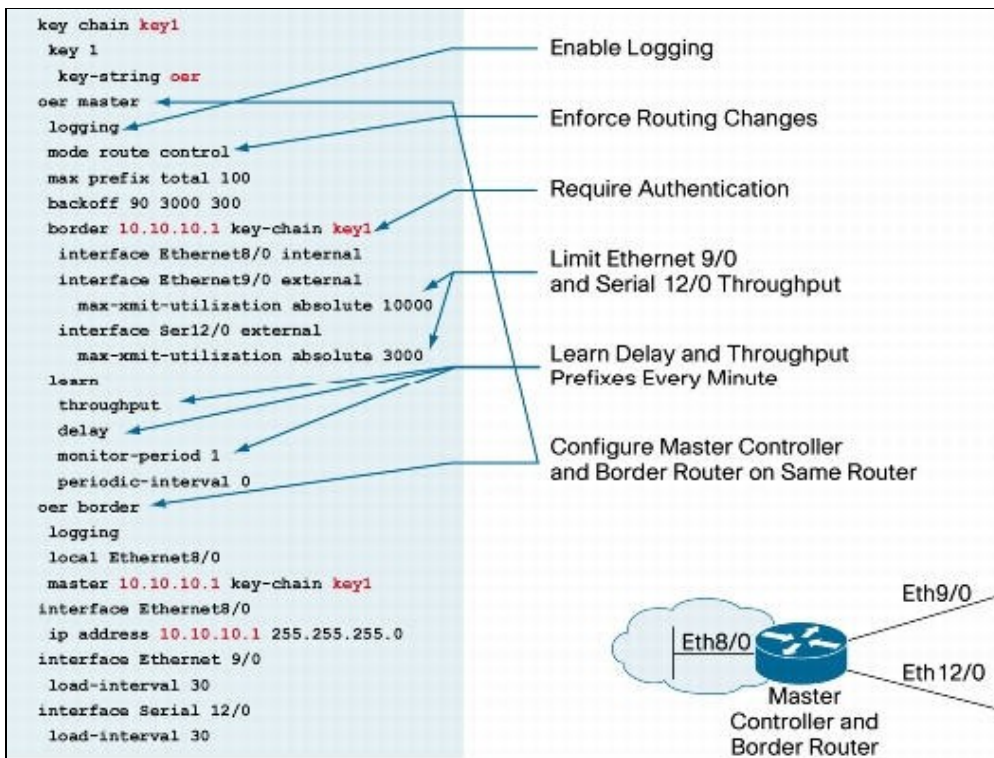 key chain key1
key 1
key-string oer
oer master
logging
mode route control
max prefix total 100
backoff 90 3000 300
border 10.10.10.1 key-chain key1
interface Ethernet8/0 internal
interface Ethernet9/0 external
max-xmit-utilization absolute 10000
interface Ser12/0 external
max-xmit-utilization absolute 3000
learn
throughput
delay
monitor-period 1
periodic-interval 0
oer border
logging
local Ethernet8/0
master 10.10.10.1 key-chain key1
interface Ethernet8/0
ip address 10.10.10.1 255.255.255.0
interface Ethernet 9/0
load-interval 30
interface Serial 12/0
load-interval 30
Enable Logging
Enforce Routing Changes
Require Authentication
Limit Ethernet 9/0
and Serial 12/0 Throughput
Learn Delay and Throughput
Prefixes Every Minute
Configure Master Controller
and Border Router on Same Router
Eth9/0
Eth8/0
Eth 12/0
Master
Controller and
Border Router